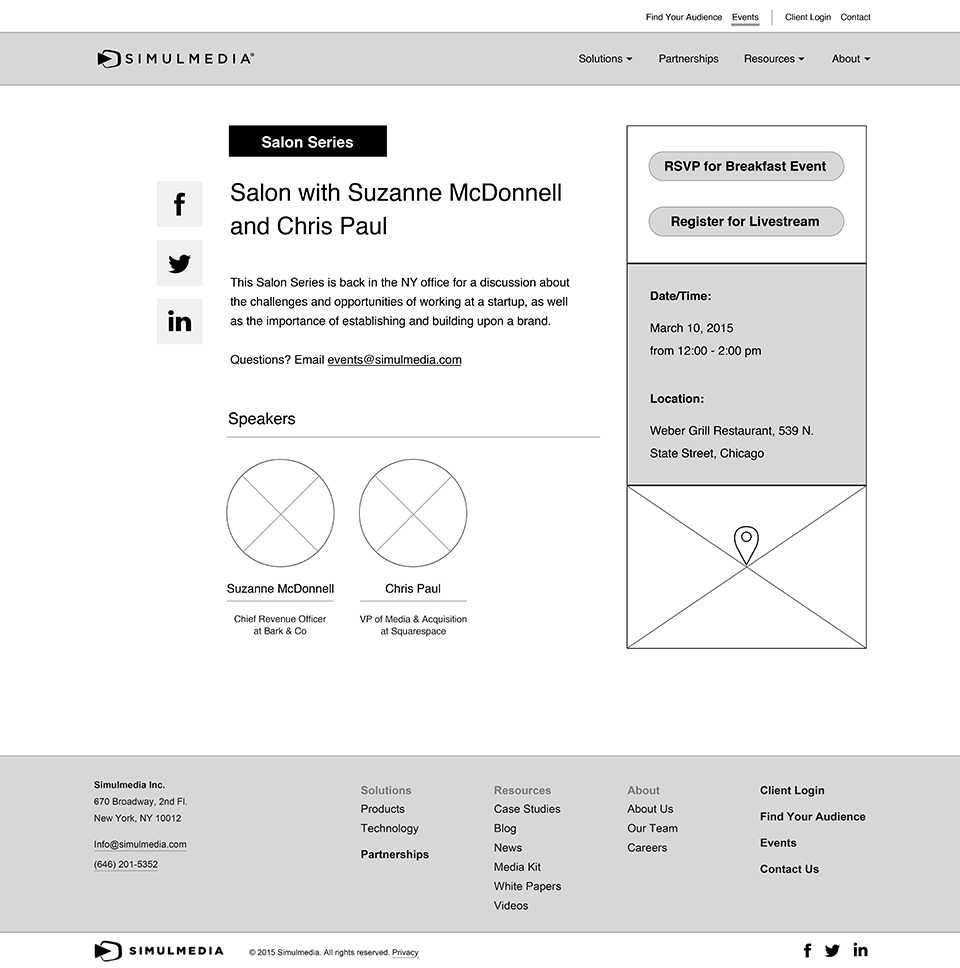 Find Your Audience Events Client Login Contact
SIMULMEDIA® Solutions Partnerships Resources About
Salon Series
Salon with Suzanne McDonnell
and Chris Paul
This Salon Series is back in the NY office for a discussion about
the challenges and opportunities of working at a startup, as well
as the importance of establishing and building upon a brand.
Questions? Email events@simulmedia.com
Speakers
Suzanne McDonnell
Chief Revenue Officer
at Bark & Co
Chris Paul
VP of Media & Acquisition
at Squarespace
RSVP for Breakfast Event
Register for Livestream
Date/Time:
March 10, 2015
from 12:00 - 2:00 pm
Location:
Weber Grill Restaurant, 539 N.
State Street, Chicago
Simulmedia Inc.
670 Broadway, 2nd Fl.
New York, NY 10012
Info@simulmedia.com
(646) 201-5352
Solutions
Products
Technology
Partnerships
Resources
Case Studies
Blog
News
Media Kit
White Papers
Videos
About
About Us
Our Team
Careers
Client Login
Find Your Audience
Events
Contact Us
SIMULMEDIA © 2015 Simulmedia. All rights reserved. Privacy